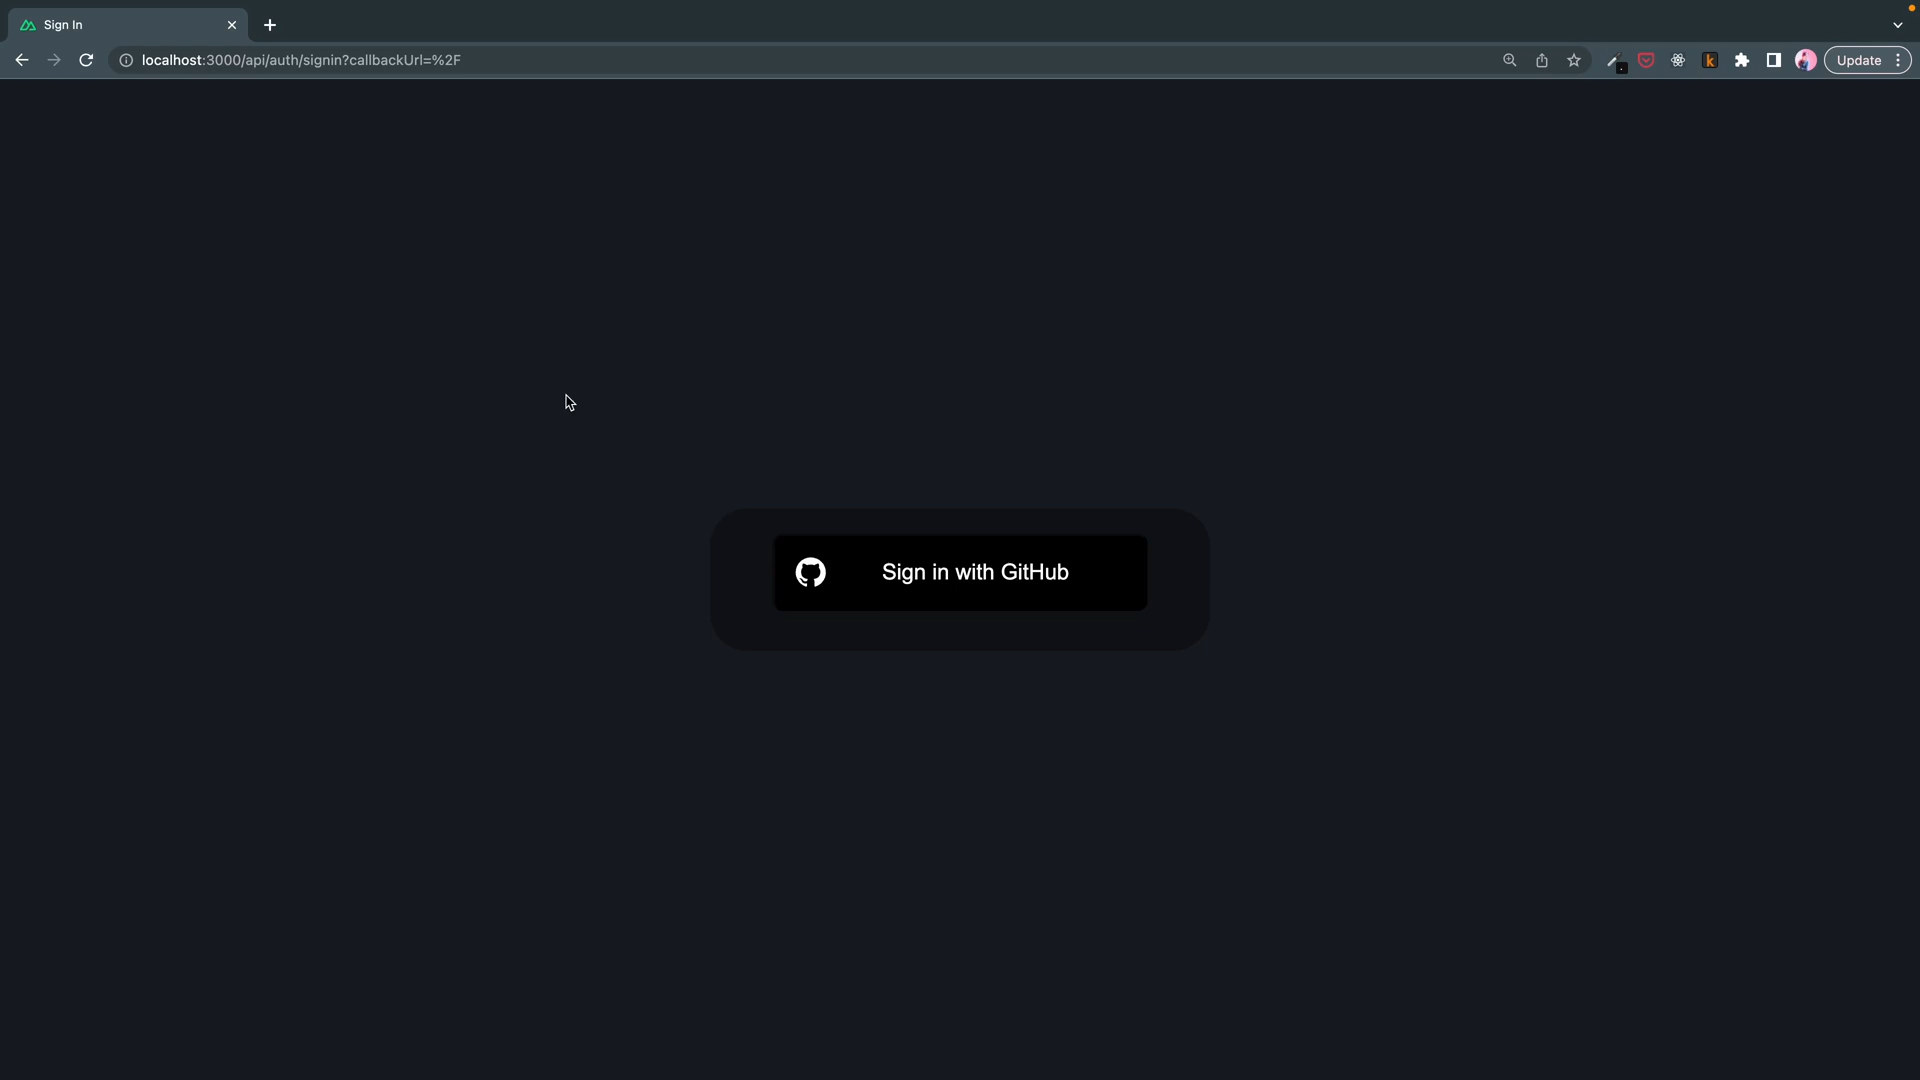 Sign In
localhost:3000/api/auth/signin?callbackUrl=%2F
k
Update
Sign in with GitHub